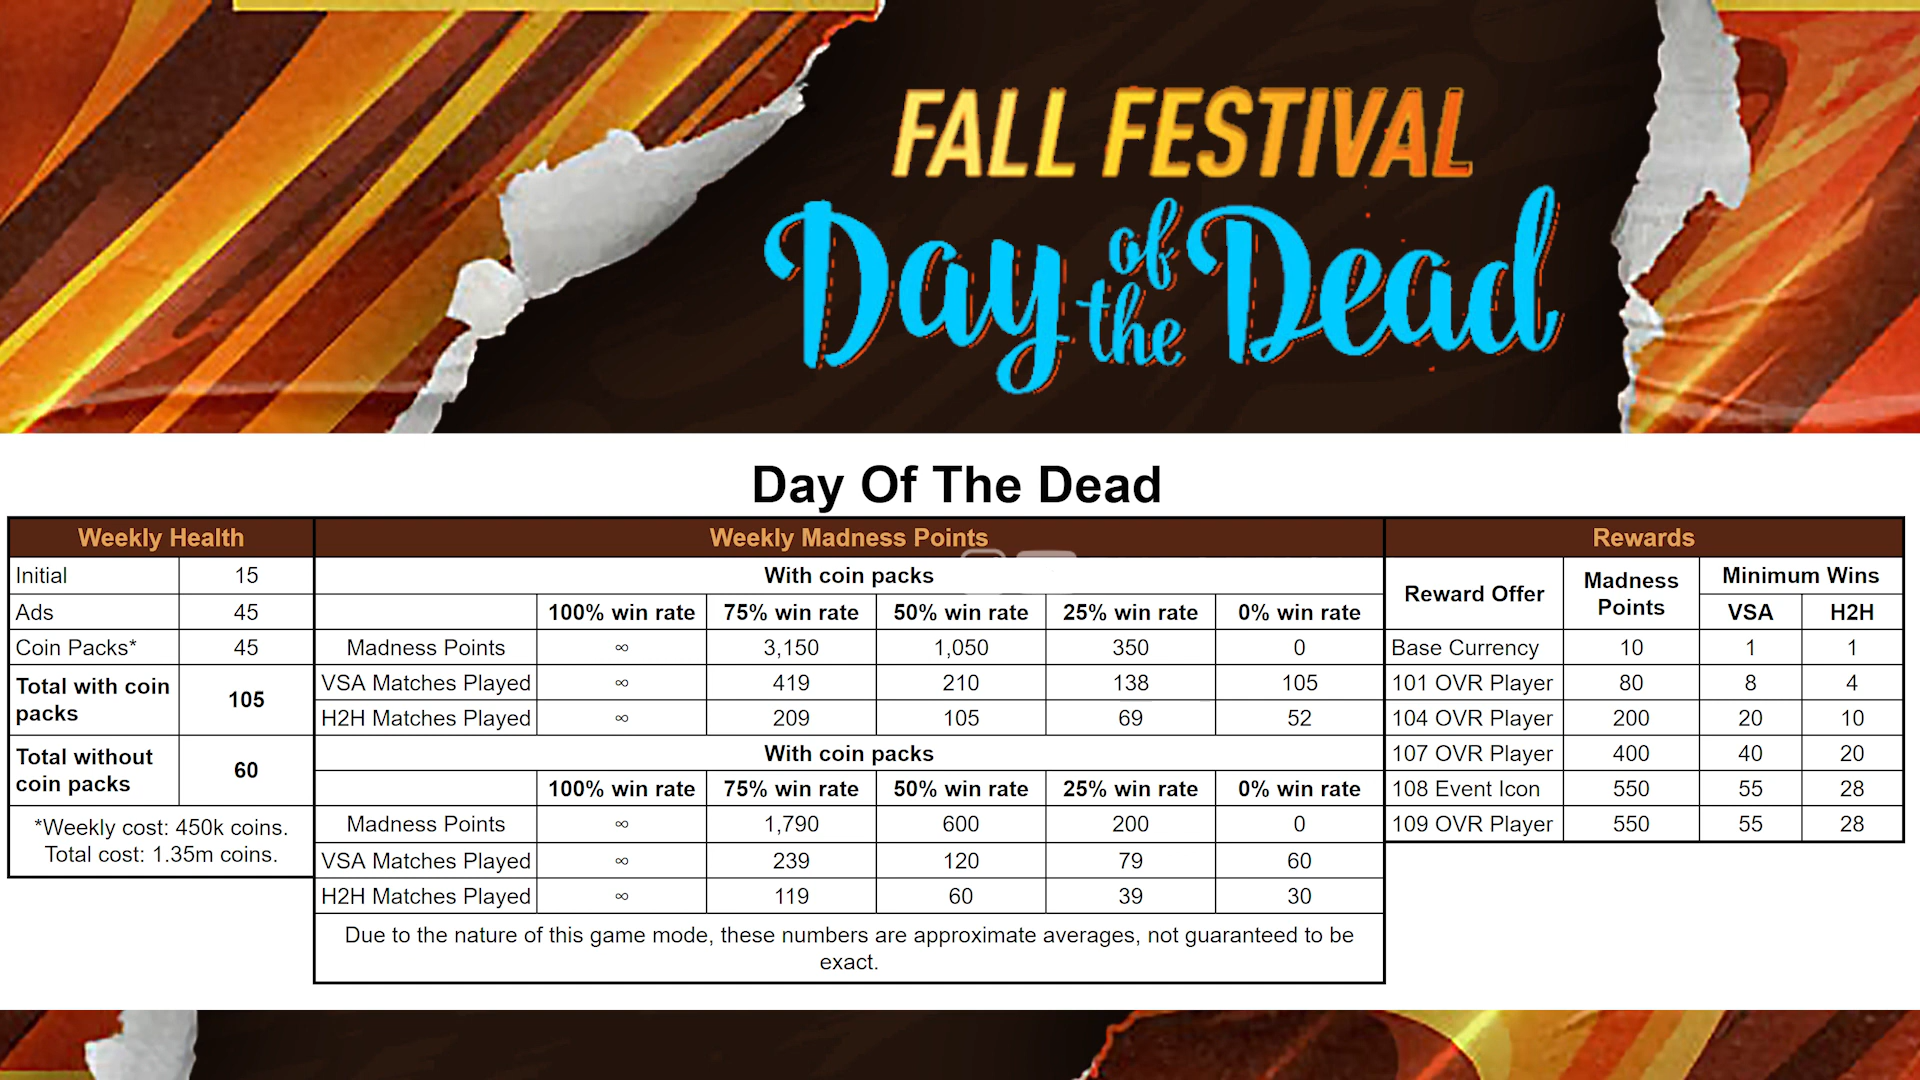 FALL FESTIVAL
Day of the Dead
Day Of The Dead
Weekly Health
Initial 15
Ads 45
Coin Packs* 45
Total with coin packs 105
Total without coin packs 60
*Weekly cost: 450k coins.
Total cost: 1.35m coins.
Weekly Madness Points
With coin packs
100% win rate 75% win rate 50% win rate 25% win rate 0% win rate
Madness Points ∞ 3,150 1,050 350 0
VSA Matches Played ∞ 419 210 138 105
H2H Matches Played ∞ 209 105 69 52
With coin packs
100% win rate 75% win rate 50% win rate 25% win rate 0% win rate
Madness Points ∞ 1,790 600 200 0
VSA Matches Played ∞ 239 120 79 60
H2H Matches Played ∞ 119 60 39 30
Due to the nature of this game mode, these numbers are approximate averages, not guaranteed to be
exact.
Rewards
Reward Offer Madness Points Minimum Wins
VSA H2H
Base Currency 10 1 1
101 OVR Player 80 8 4
104 OVR Player 200 20 10
107 OVR Player 400 40 20
108 Event Icon 550 55 28
109 OVR Player 550 55 28